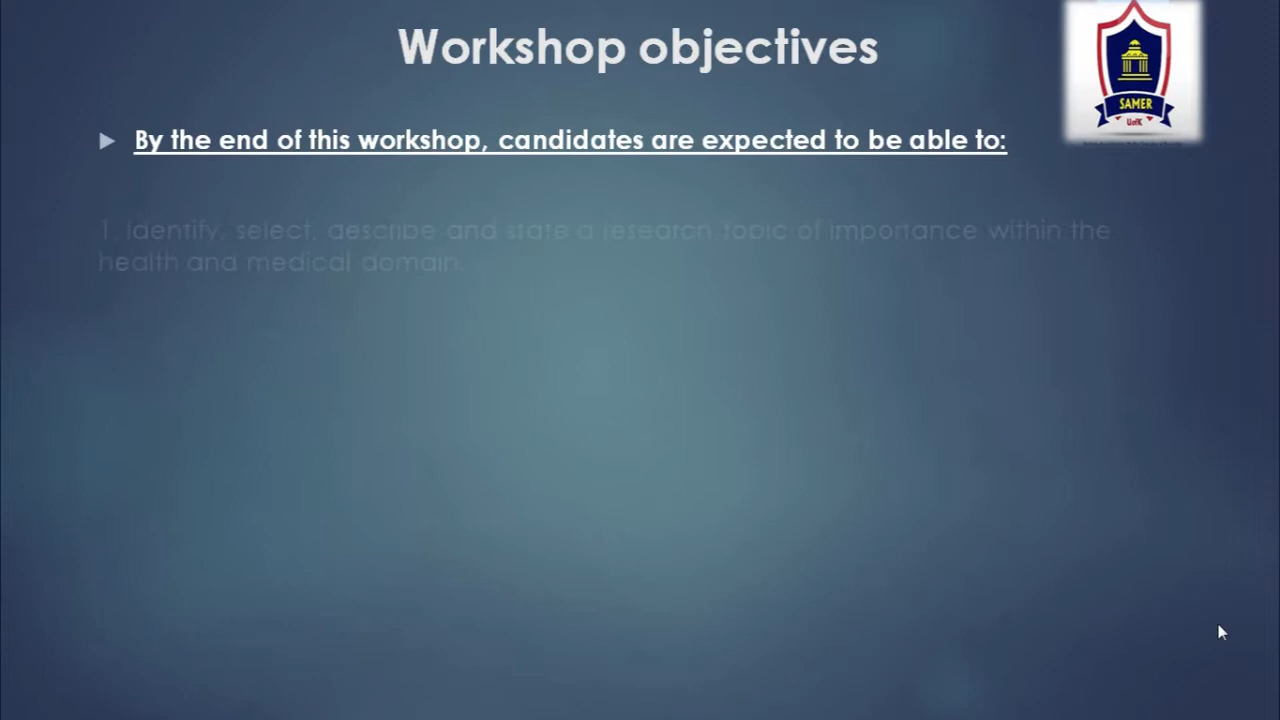 Workshop objectives
SAMER
UofK
By the end of this workshop, candidates are expected to be able to:
1. Identify, select, describe and state a research topic of importance within the
health and medical domain.